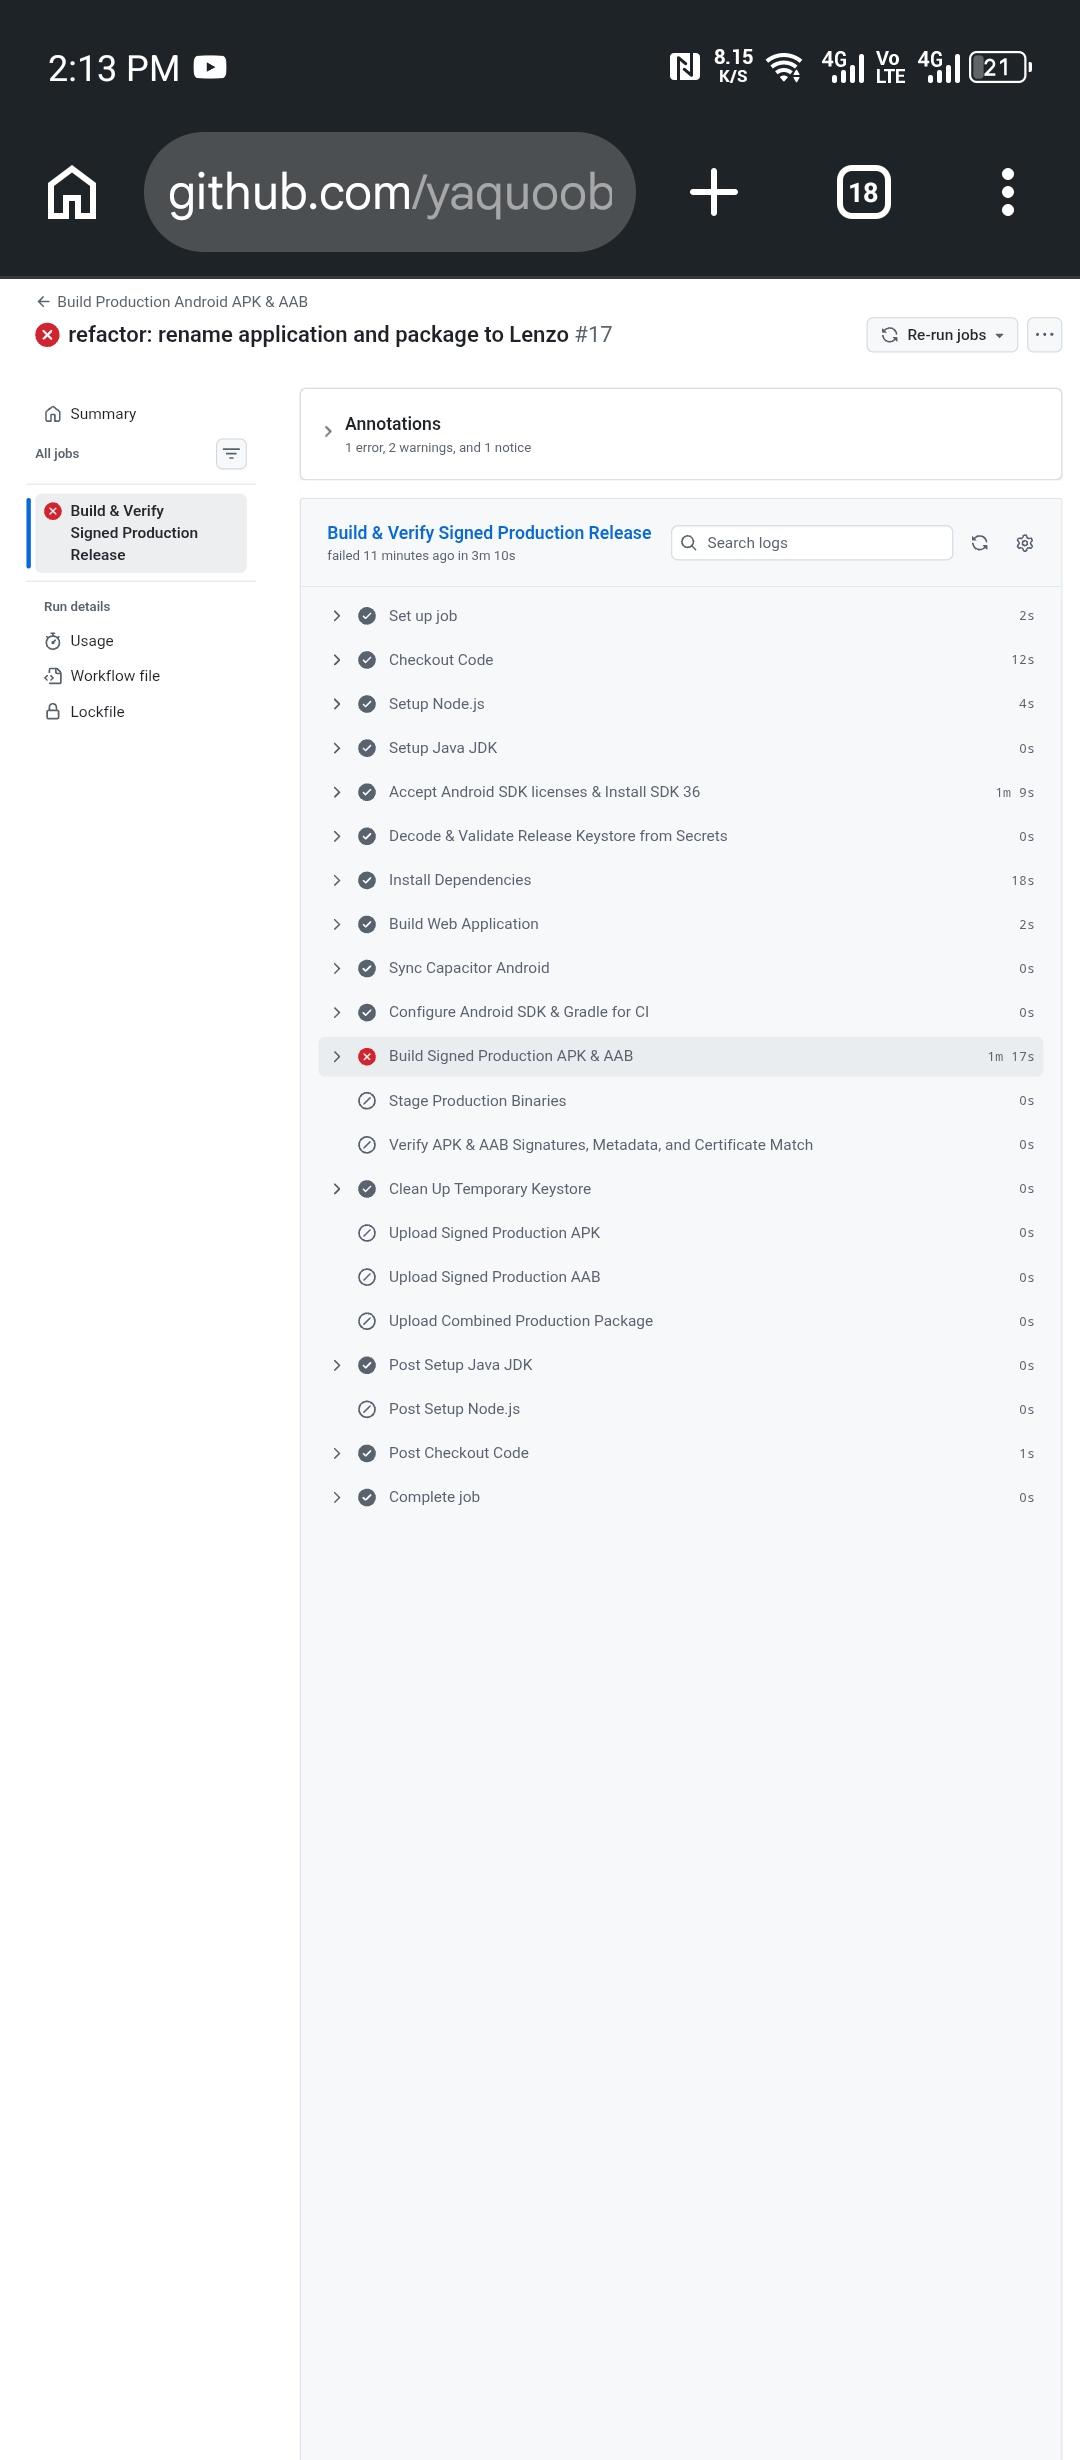 2:13 PM
8.15 K/S
4G
Vo LTE
4G
21
github.com/yaquoob
18
Build Production Android APK & AAB
refactor: rename application and package to Lenzo #17
Re-run jobs
Summary
All jobs
Build & Verify
Signed Production
Release
Run details
Usage
Workflow file
Lockfile
Annotations
1 error, 2 warnings, and 1 notice
Build & Verify Signed Production Release
failed 11 minutes ago in 3m 10s
Search logs
Set up job 2s
Checkout Code 12s
Setup Node.js 4s
Setup Java JDK 0s
Accept Android SDK licenses & Install SDK 36 1m 9s
Decode & Validate Release Keystore from Secrets 0s
Install Dependencies 18s
Build Web Application 2s
Sync Capacitor Android 0s
Configure Android SDK & Gradle for CI 0s
Build Signed Production APK & AAB 1m 17s
Stage Production Binaries 0s
Verify APK & AAB Signatures, Metadata, and Certificate Match 0s
Clean Up Temporary Keystore 0s
Upload Signed Production APK 0s
Upload Signed Production AAB 0s
Upload Combined Production Package 0s
Post Setup Java JDK 0s
Post Setup Node.js 0s
Post Checkout Code 1s
Complete job 0s